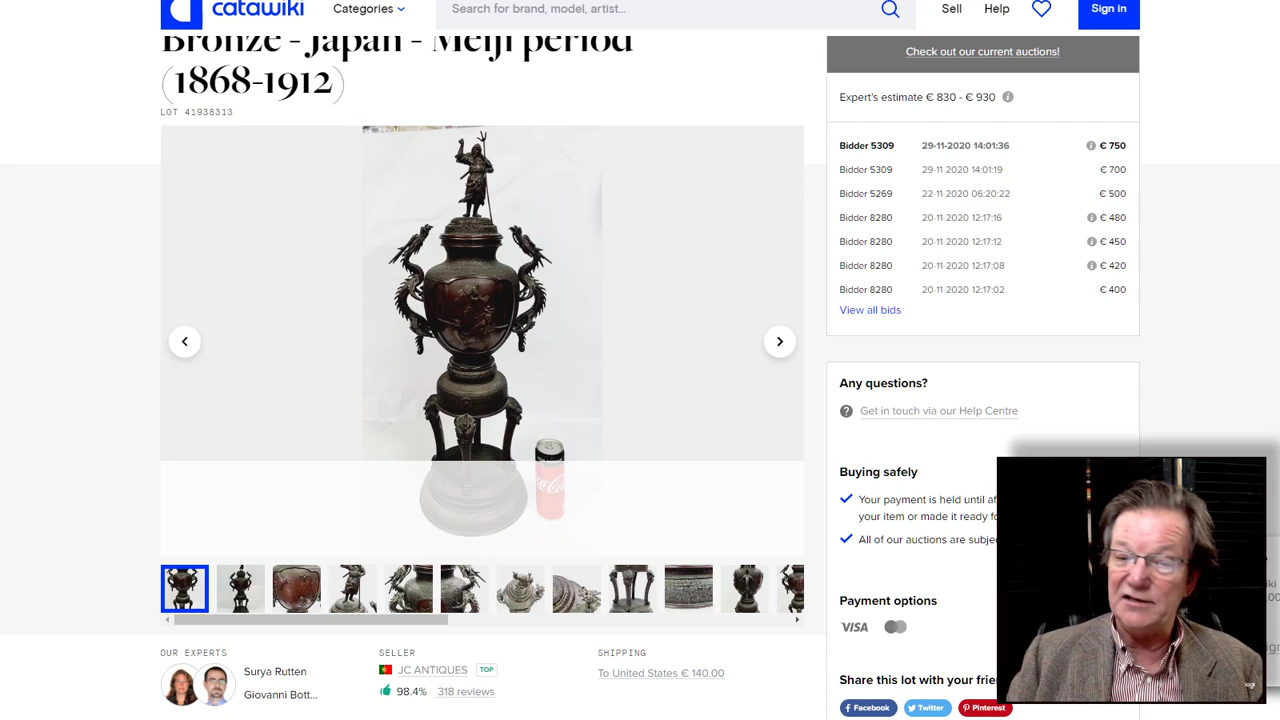 catawiki
Categories
Search for brand, model, artist...
Sell
Help
Sign in
Bronze - Japan - Meiji period
(1868-1912)
LOT 41938313
Check out our current auctions!
Expert's estimate € 830 - € 930
Bidder 5309 29-11-2020 14:01:36 € 750
Bidder 5309 29-11-2020 14:01:19 € 700
Bidder 5269 22-11-2020 06:20:22 € 500
Bidder 8280 20-11-2020 12:17:16 € 480
Bidder 8280 20-11-2020 12:17:12 € 450
Bidder 8280 20-11-2020 12:17:08 € 420
Bidder 8280 20-11-2020 12:17:02 € 400
View all bids
Any questions?
Get in touch via our Help Centre
Buying safely
Your payment is held until
your item or made it ready
All of our auctions are
Payment options
VISA
Share this lot with your
Facebook
Twitter
Pinterest
OUR EXPERTS
Surya Rutten
Giovanni Bott...
SELLER
JC ANTIQUES TOP
98.4% 318 reviews
SHIPPING
To United States € 140.00